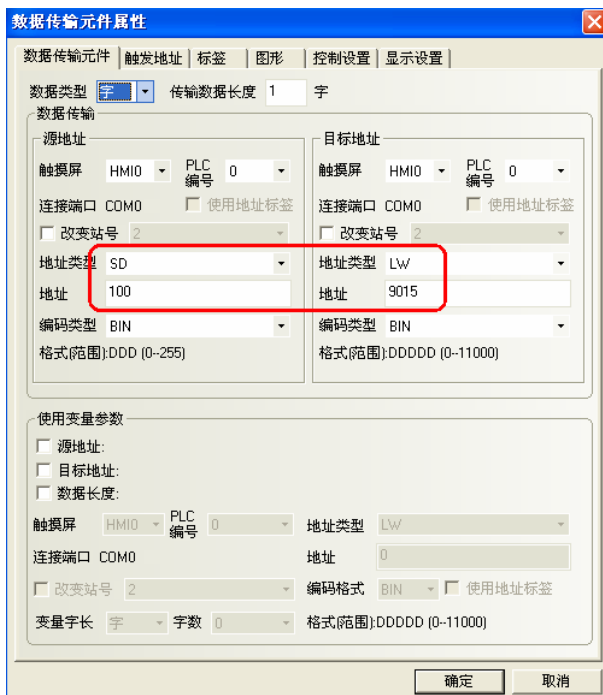 数据传输元件属性
数据传输元件 触发地址 标签 图形 控制设置 显示设置
数据类型 字 传输数据长度 1 字
数据传输
源地址
触摸屏 HMI0 PLC编号 0
连接端口 COM0 使用地址标签
改变站号 2
地址类型 SD
地址 100
编码类型 BIN
格式(范围):DDD (0--255)
目标地址
触摸屏 HMI0 PLC编号 0
连接端口 COM0 使用地址标签
改变站号 2
地址类型 LW
地址 9015
编码类型 BIN
格式(范围):DDDDD (0--11000)
使用变量参数
源地址:
目标地址:
数据长度:
触摸屏 HMI0 PLC编号 0 地址类型 LW
连接端口 COM0 地址 0
改变站号 2 编码格式 BIN 使用地址标签
变量字长 字 字数 0 格式(范围):DDDDD (0--11000)
确定 取消